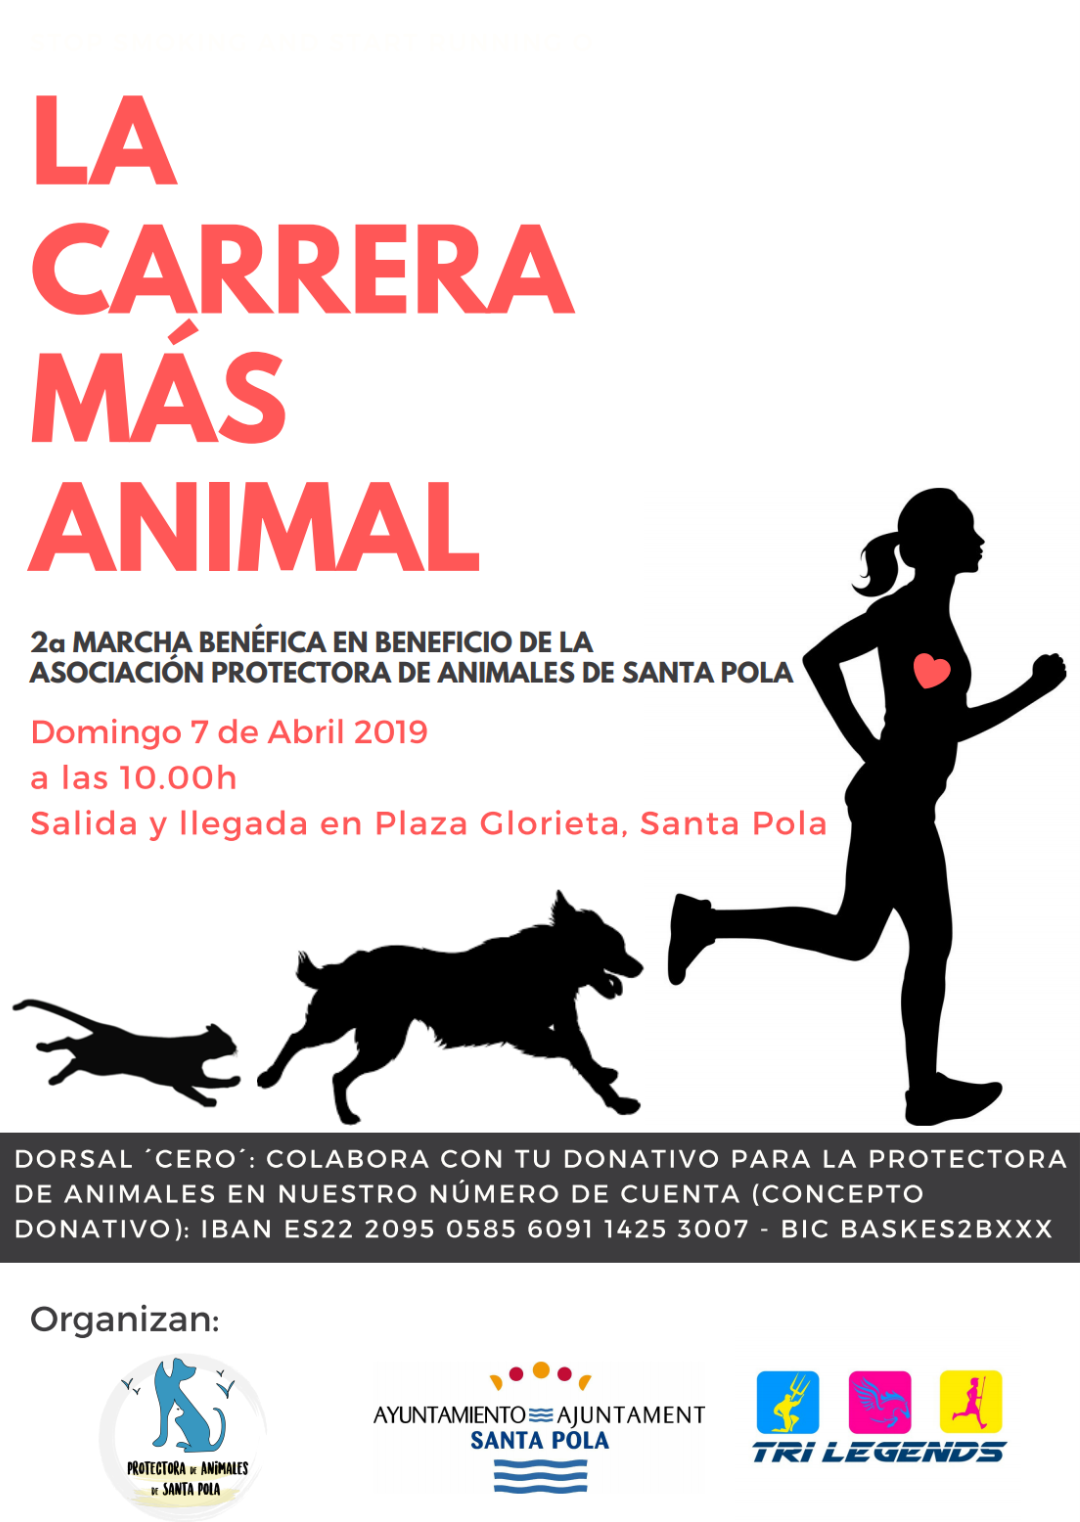 LA
CARRERA
MÁS
ANIMAL
2a MARCHA BENÉFICA EN BENEFICIO DE LA
ASOCIACIÓN PROTECTORA DE ANIMALES DE SANTA POLA
Domingo 7 de Abril 2019
a las 10.00h
Salida y llegada en Plaza Glorieta, Santa Pola
DORSAL ´CERO´: COLABORA CON TU DONATIVO PARA LA PROTECTORA
DE ANIMALES EN NUESTRO NÚMERO DE CUENTA (CONCEPTO
DONATIVO): IBAN ES22 2095 0585 6091 1425 3007 - BIC BASKES2BXXX
Organizan:
PROTECTORA DE ANIMALES
DE SANTA POLA
AYUNTAMIENTO AJUNTAMENT
SANTA POLA
TRI LEGENDS